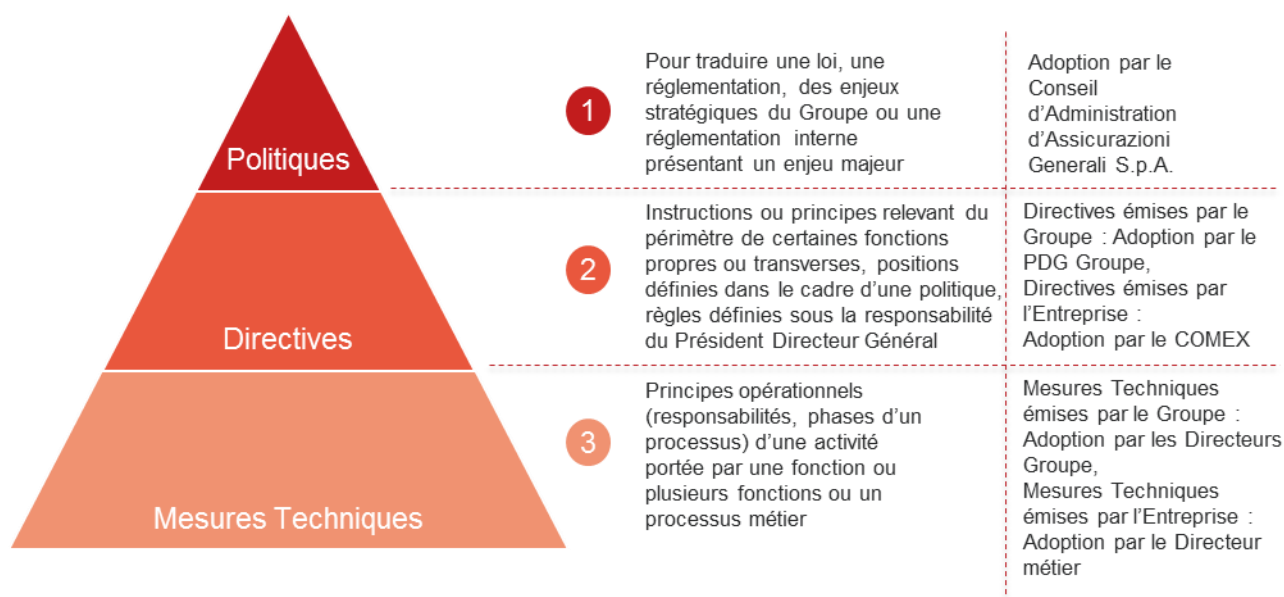 Politiques
1
Pour traduire une loi, une
réglementation, des enjeux
stratégiques du Groupe ou une
réglementation interne
présentant un enjeu majeur
Adoption par le
Conseil
d'Administration
d'Assicurazioni
Generali S.p.A.
Directives
2
Instructions ou principes relevant du
périmètre de certaines fonctions
propres ou transverses, positions
définies dans le cadre d'une politique,
règles définies sous la responsabilité
du Président Directeur Général
Directives émises par le
Groupe : Adoption par le
PDG Groupe,
Directives émises par
l'Entreprise :
Adoption par le COMEX
Mesures Techniques
3
Principes opérationnels
(responsabilités, phases d'un
processus) d'une activité
portée par une fonction ou
plusieurs fonctions ou un
processus métier
Mesures Techniques
émises par le Groupe :
Adoption par les Directeurs
Groupe,
Mesures Techniques
émises par l'Entreprise :
Adoption par le Directeur
métier